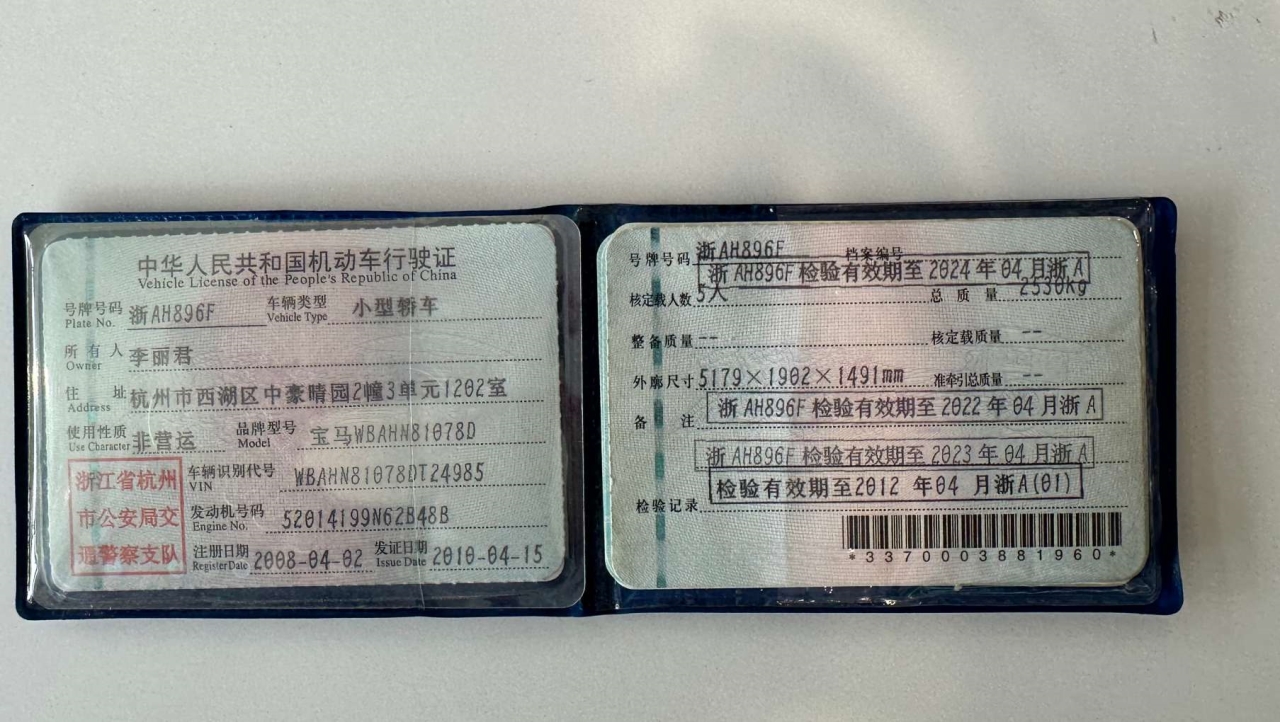 中华人民共和国机动车行驶证
Vehicle License of the People's Republic of China
号牌号码 浙AH896F 车辆类型 小型轿车
Plate No. Vehicle Type
所有人 李丽君
Owner
住址 杭州市西湖区中豪晴园2幢3单元1202室
Address
使用性质 非营运 品牌型号 宝马WBAHN81078D
Use Character Model
浙江省杭州
市公安局交
通警察支队
车辆识别代号 WBAHN81078DT24985
VIN
发动机号码 52014199N62B48B
Engine No.
注册日期 2008-04-02 发证日期 2010-04-15
Register Date Issue Date
号牌号码 浙AH896F 档案编号
浙AH896F检验有效期至2024年04月浙A
核定载人数 5人 总质量 2530kg
整备质量 -- 核定载质量 --
外廓尺寸 5179×1902×1491mm 准牵引总质量 --
浙AH896F检验有效期至2022年04月浙A
备注
浙AH896F检验有效期至2023年04月浙A
检验有效期至2012年04月浙A(01)
检验记录
*3370003881960*